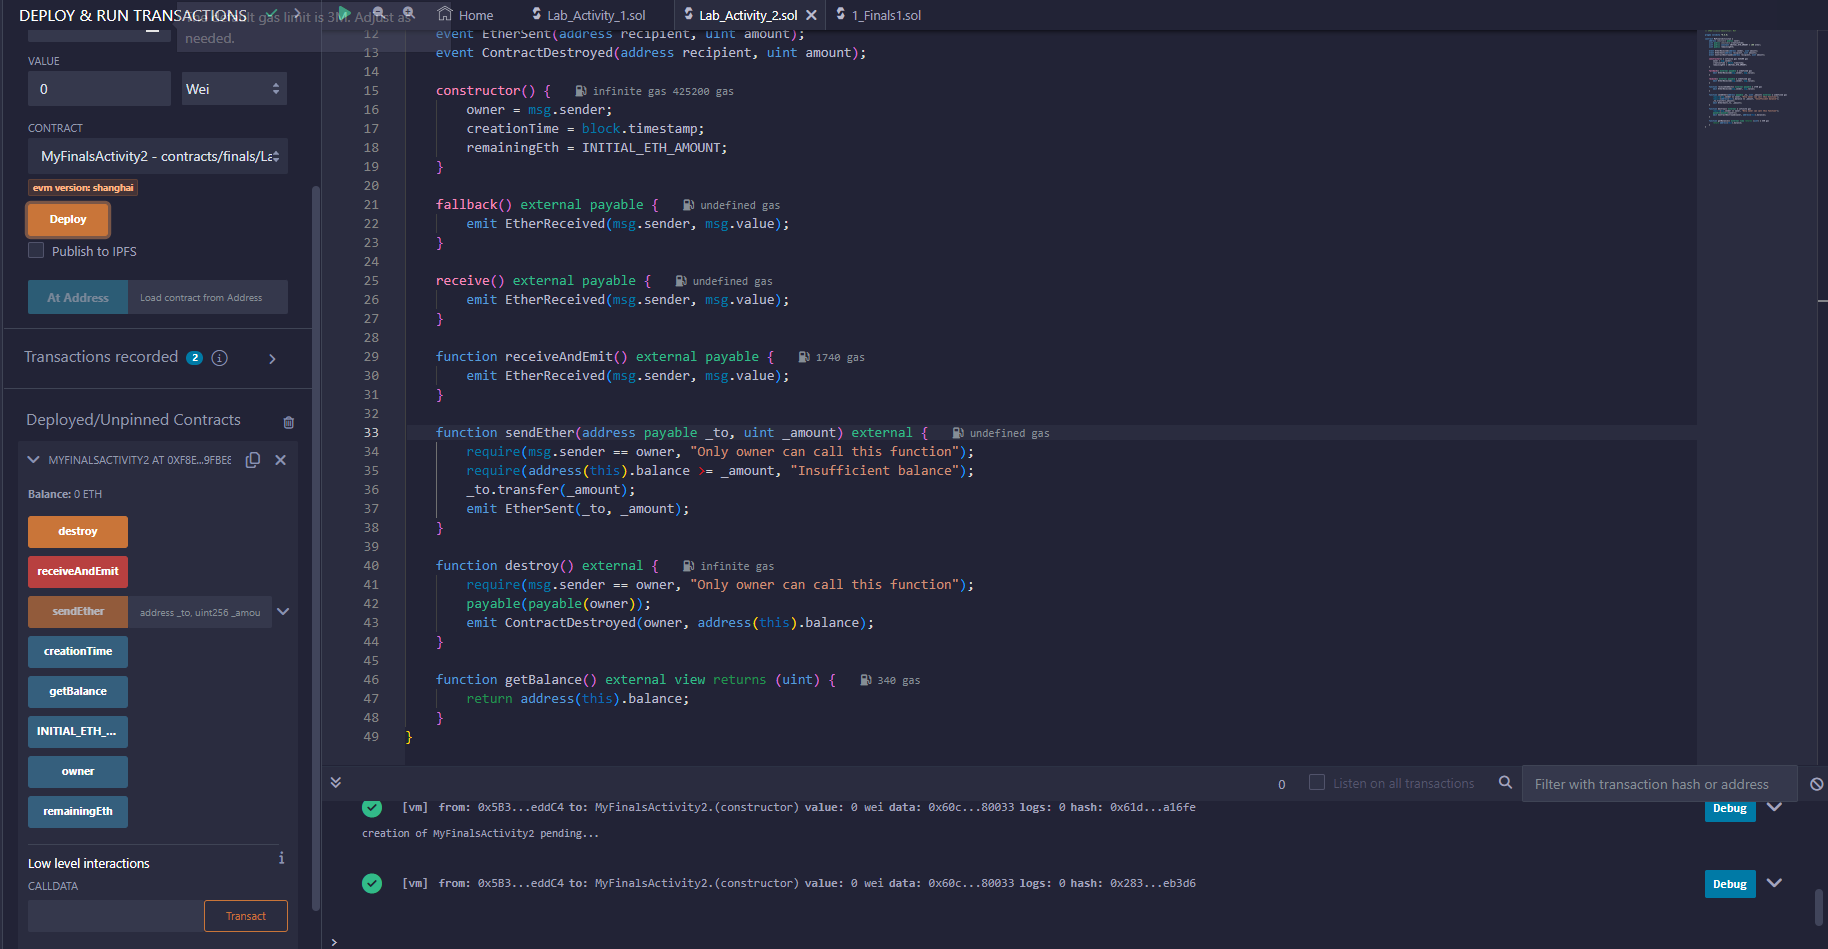 DEPLOY & RUN TRANSACTIONS
gas limit is 3M. Adjust as
needed.
VALUE
0
Wei
CONTRACT
MyFinalsActivity2 - contracts/finals/La
evm version: shanghai
Deploy
Publish to IPFS
At Address
Load contract from Address
Transactions recorded 2 i
Deployed/Unpinned Contracts
MYFINALSACTIVITY2 AT 0XF8E...9FBE8
Balance: 0 ETH
destroy
receiveAndEmit
sendEther
address _to, uint256 _amou
creationTime
getBalance
INITIAL_ETH_...
owner
remainingEth
Low level interactions
i
CALLDATA
Transact
Home
Lab_Activity_1.sol
Lab_Activity_2.sol
1_Finals1.sol
12 event EtherSent(address recipient, uint amount);
13 event ContractDestroyed(address recipient, uint amount);
14
15 constructor() { infinite gas 425200 gas
16 owner = msg.sender;
17 creationTime = block.timestamp;
18 remainingEth = INITIAL_ETH_AMOUNT;
19 }
20
21 fallback() external payable { undefined gas
22 emit EtherReceived(msg.sender, msg.value);
23 }
24
25 receive() external payable { undefined gas
26 emit EtherReceived(msg.sender, msg.value);
27 }
28
29 function receiveAndEmit() external payable { 1740 gas
30 emit EtherReceived(msg.sender, msg.value);
31 }
32
33 function sendEther(address payable _to, uint _amount) external { undefined gas
34 require(msg.sender == owner, "Only owner can call this function");
35 require(address(this).balance >= _amount, "Insufficient balance");
36 _to.transfer(_amount);
37 emit EtherSent(_to, _amount);
38 }
39
40 function destroy() external { infinite gas
41 require(msg.sender == owner, "Only owner can call this function");
42 payable(payable(owner));
43 emit ContractDestroyed(owner, address(this).balance);
44 }
45
46 function getBalance() external view returns (uint) { 340 gas
47 return address(this).balance;
48 }
49 }
0
Listen on all transactions
Filter with transaction hash or address
[vm] from: 0x5B3...eddC4 to: MyFinalsActivity2.(constructor) value: 0 wei data: 0x60c...80033 logs: 0 hash: 0x61d...a16fe
Debug
creation of MyFinalsActivity2 pending...
[vm] from: 0x5B3...eddC4 to: MyFinalsActivity2.(constructor) value: 0 wei data: 0x60c...80033 logs: 0 hash: 0x283...eb3d6
Debug
>